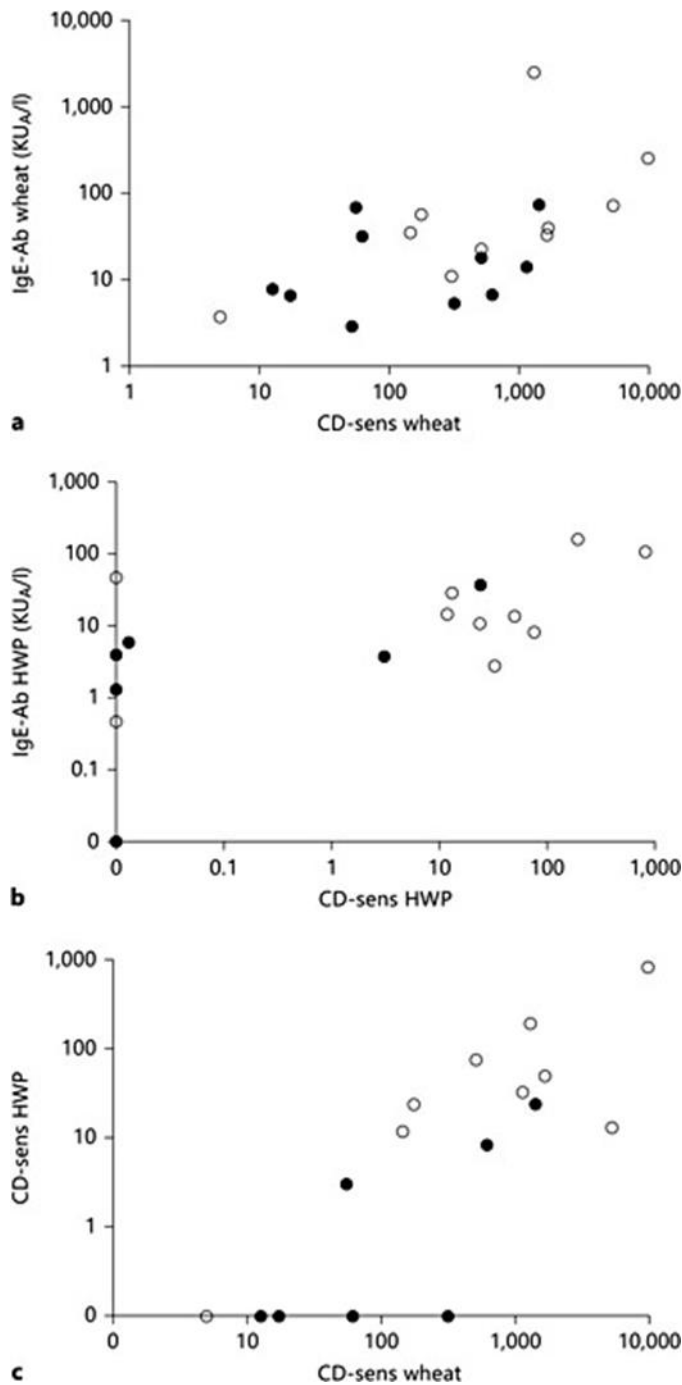 10,000
1,000
100
10
1
IgE-Ab wheat (KUA/l)
1 10 100 1,000 10,000
a CD-sens wheat
1,000
100
10
1
0.1
0
IgE-Ab HWP (KUA/l)
0 0.1 1 10 100 1,000
b CD-sens HWP
1,000
100
10
1
0
CD-sens HWP
0 10 100 1,000 10,000
c CD-sens wheat